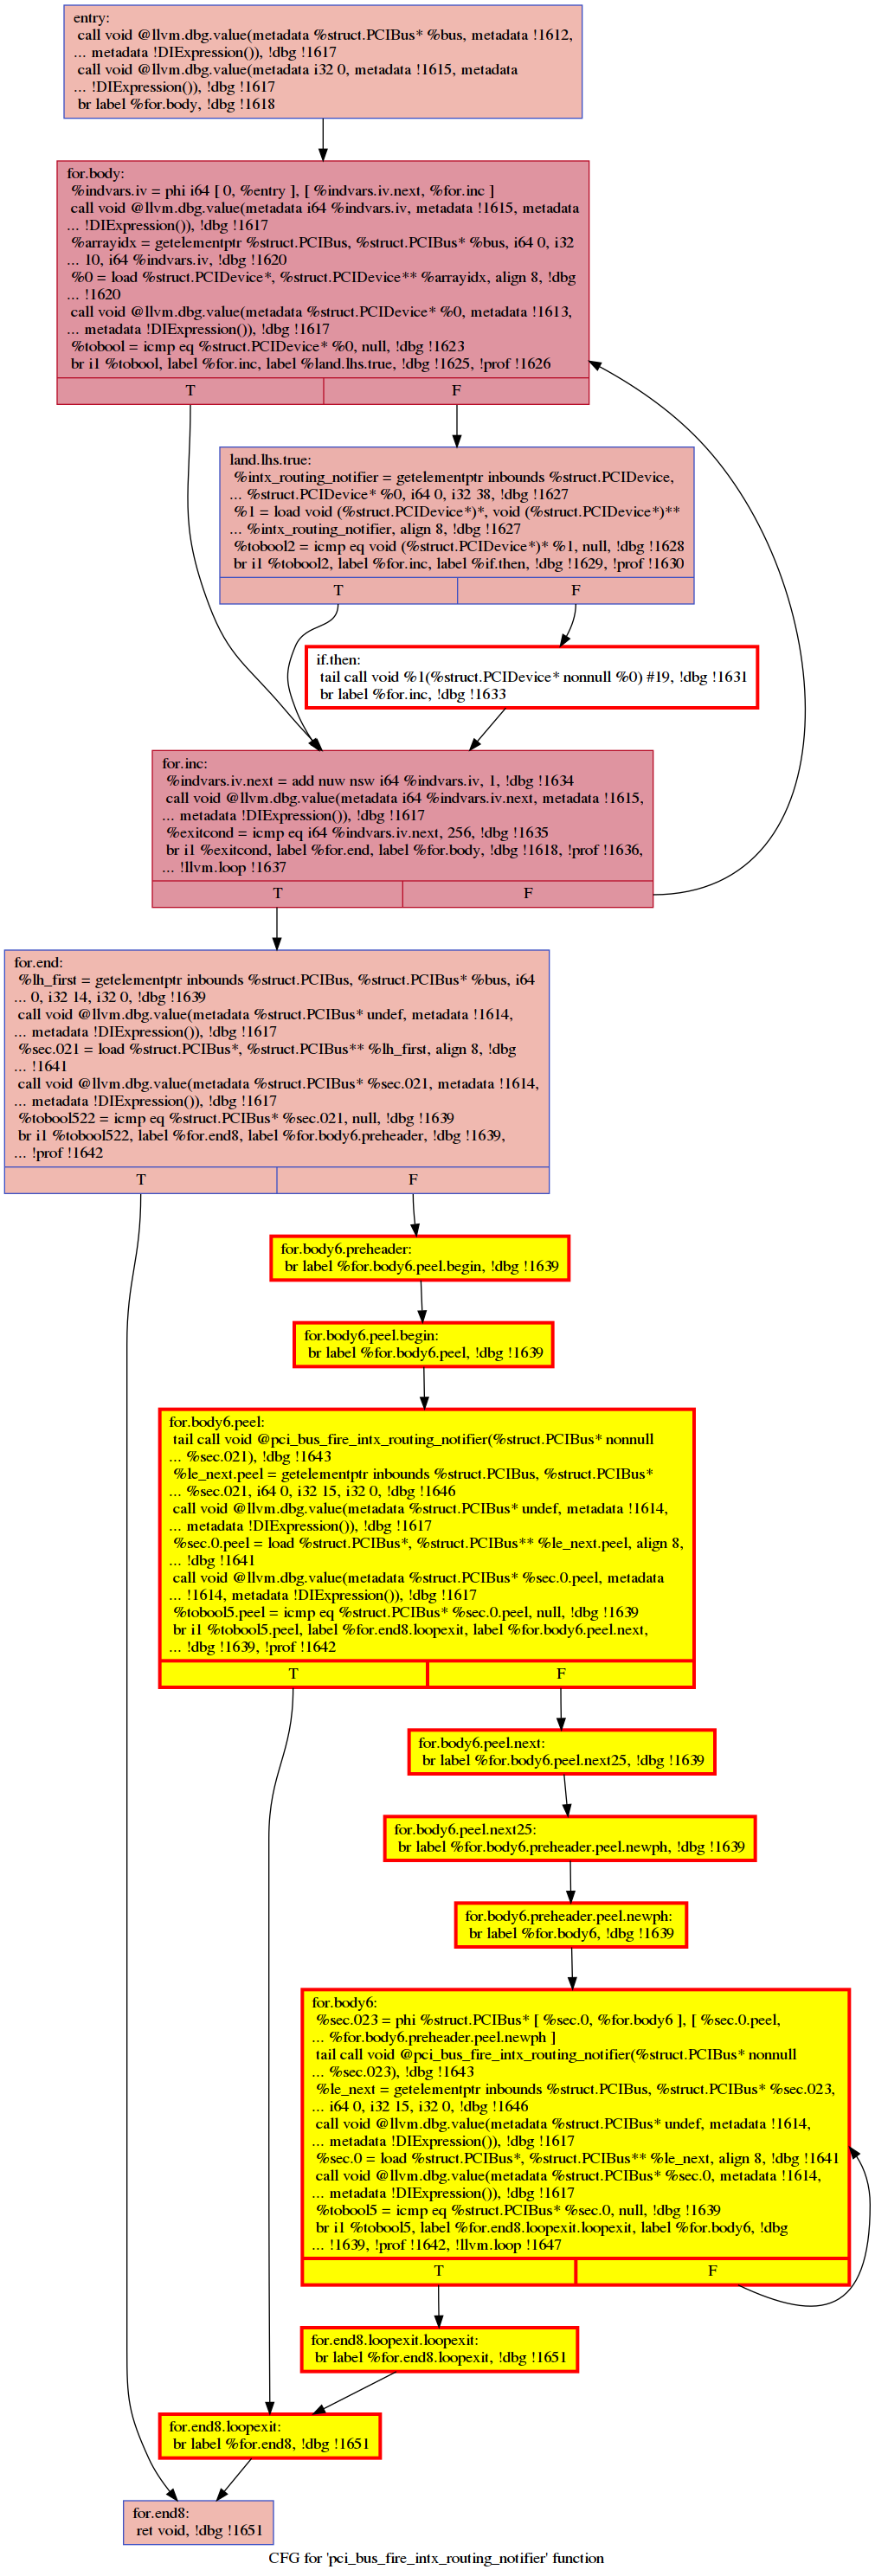 entry:
call void @llvm.dbg.value(metadata %struct.PCIBus* %bus, metadata !1612,
... metadata !DIExpression()), !dbg !1617
call void @llvm.dbg.value(metadata i32 0, metadata !1615, metadata
... !DIExpression()), !dbg !1617
br label %for.body, !dbg !1618
for.body:
%indvars.iv = phi i64 [ 0, %entry ], [ %indvars.iv.next, %for.inc ]
call void @llvm.dbg.value(metadata i64 %indvars.iv, metadata !1615, metadata
... !DIExpression()), !dbg !1617
%arrayidx = getelementptr %struct.PCIBus, %struct.PCIBus* %bus, i64 0, i32
... 10, i64 %indvars.iv, !dbg !1620
%0 = load %struct.PCIDevice*, %struct.PCIDevice** %arrayidx, align 8, !dbg
... !1620
call void @llvm.dbg.value(metadata %struct.PCIDevice* %0, metadata !1613,
... metadata !DIExpression()), !dbg !1617
%tobool = icmp eq %struct.PCIDevice* %0, null, !dbg !1623
br i1 %tobool, label %for.inc, label %land.lhs.true, !dbg !1625, !prof !1626
T F
land.lhs.true:
%intx_routing_notifier = getelementptr inbounds %struct.PCIDevice,
... %struct.PCIDevice* %0, i64 0, i32 38, !dbg !1627
%1 = load void (%struct.PCIDevice*)*, void (%struct.PCIDevice*)**
... %intx_routing_notifier, align 8, !dbg !1627
%tobool2 = icmp eq void (%struct.PCIDevice*)* %1, null, !dbg !1628
br i1 %tobool2, label %for.inc, label %if.then, !dbg !1629, !prof !1630
T F
if.then:
tail call void %1(%struct.PCIDevice* nonnull %0) #19, !dbg !1631
br label %for.inc, !dbg !1633
for.inc:
%indvars.iv.next = add nuw nsw i64 %indvars.iv, 1, !dbg !1634
call void @llvm.dbg.value(metadata i64 %indvars.iv.next, metadata !1615,
... metadata !DIExpression()), !dbg !1617
%exitcond = icmp eq i64 %indvars.iv.next, 256, !dbg !1635
br i1 %exitcond, label %for.end, label %for.body, !dbg !1618, !prof !1636,
... !llvm.loop !1637
T F
for.end:
%lh_first = getelementptr inbounds %struct.PCIBus, %struct.PCIBus* %bus, i64
... 0, i32 14, i32 0, !dbg !1639
call void @llvm.dbg.value(metadata %struct.PCIBus* undef, metadata !1614,
... metadata !DIExpression()), !dbg !1617
%sec.021 = load %struct.PCIBus*, %struct.PCIBus** %lh_first, align 8, !dbg
... !1641
call void @llvm.dbg.value(metadata %struct.PCIBus* %sec.021, metadata !1614,
... metadata !DIExpression()), !dbg !1617
%tobool522 = icmp eq %struct.PCIBus* %sec.021, null, !dbg !1639
br i1 %tobool522, label %for.end8, label %for.body6.preheader, !dbg !1639,
... !prof !1642
T F
for.body6.preheader:
br label %for.body6.peel.begin, !dbg !1639
for.body6.peel.begin:
br label %for.body6.peel, !dbg !1639
for.body6.peel:
tail call void @pci_bus_fire_intx_routing_notifier(%struct.PCIBus* nonnull
... %sec.021), !dbg !1643
%le_next.peel = getelementptr inbounds %struct.PCIBus, %struct.PCIBus*
... %sec.021, i64 0, i32 15, i32 0, !dbg !1646
call void @llvm.dbg.value(metadata %struct.PCIBus* undef, metadata !1614,
... metadata !DIExpression()), !dbg !1617
%sec.0.peel = load %struct.PCIBus*, %struct.PCIBus** %le_next.peel, align 8,
... !dbg !1641
call void @llvm.dbg.value(metadata %struct.PCIBus* %sec.0.peel, metadata
... !1614, metadata !DIExpression()), !dbg !1617
%tobool5.peel = icmp eq %struct.PCIBus* %sec.0.peel, null, !dbg !1639
br i1 %tobool5.peel, label %for.end8.loopexit, label %for.body6.peel.next,
... !dbg !1639, !prof !1642
T F
for.body6.peel.next:
br label %for.body6.peel.next25, !dbg !1639
for.body6.peel.next25:
br label %for.body6.preheader.peel.newph, !dbg !1639
for.body6.preheader.peel.newph:
br label %for.body6, !dbg !1639
for.body6:
%sec.023 = phi %struct.PCIBus* [ %sec.0, %for.body6 ], [ %sec.0.peel,
... %for.body6.preheader.peel.newph ]
tail call void @pci_bus_fire_intx_routing_notifier(%struct.PCIBus* nonnull
... %sec.023), !dbg !1643
%le_next = getelementptr inbounds %struct.PCIBus, %struct.PCIBus* %sec.023,
... i64 0, i32 15, i32 0, !dbg !1646
call void @llvm.dbg.value(metadata %struct.PCIBus* undef, metadata !1614,
... metadata !DIExpression()), !dbg !1617
%sec.0 = load %struct.PCIBus*, %struct.PCIBus** %le_next, align 8, !dbg !1641
call void @llvm.dbg.value(metadata %struct.PCIBus* %sec.0, metadata !1614,
... metadata !DIExpression()), !dbg !1617
%tobool5 = icmp eq %struct.PCIBus* %sec.0, null, !dbg !1639
br i1 %tobool5, label %for.end8.loopexit.loopexit, label %for.body6, !dbg
... !1639, !prof !1642, !llvm.loop !1647
T F
for.end8.loopexit.loopexit:
br label %for.end8.loopexit, !dbg !1651
for.end8.loopexit:
br label %for.end8, !dbg !1651
for.end8:
ret void, !dbg !1651
CFG for 'pci_bus_fire_intx_routing_notifier' function